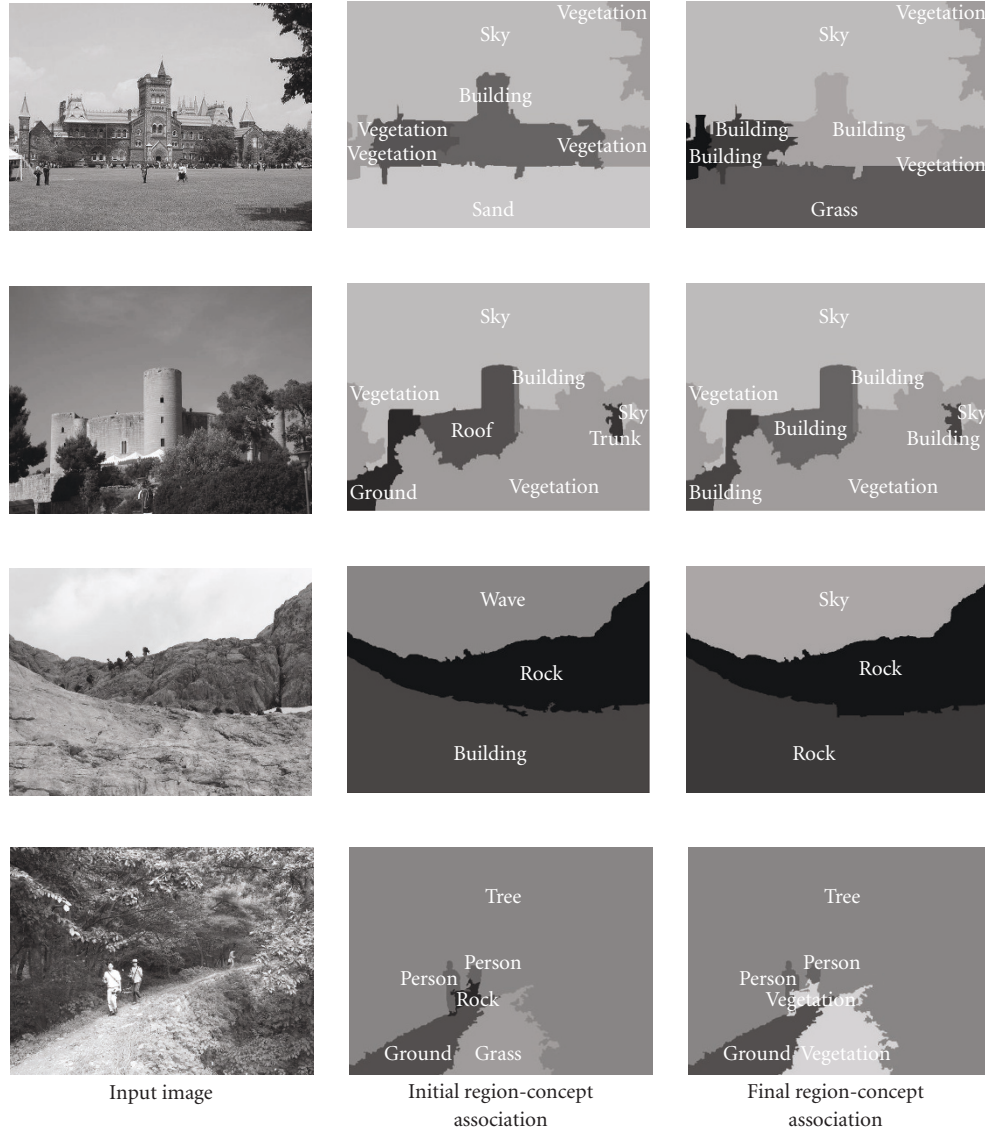 Vegetation
Sky
Building
Vegetation
Vegetation
Vegetation
Sand
Vegetation
Sky
Building
Building
Building
Vegetation
Grass
Sky
Building
Vegetation
Sky
Roof
Trunk
Ground
Vegetation
Sky
Building
Vegetation
Sky
Building
Building
Building
Vegetation
Wave
Rock
Building
Sky
Rock
Rock
Tree
Person
Person
Rock
Ground
Grass
Tree
Person
Person
Vegetation
Ground
Vegetation
Input image
Initial region-concept
association
Final region-concept
association